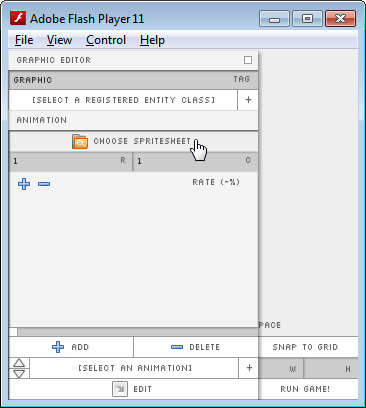 Adobe Flash Player 11
File View Control Help
GRAPHIC EDITOR
GRAPHIC TAG
[SELECT A REGISTERED ENTITY CLASS] +
ANIMATION
CHOOSE SPRITESHEET
1 R 1 C
RATE (-%)
PACE
ADD DELETE SNAP TO GRID
[SELECT AN ANIMATION] + W H
EDIT RUN GAME!